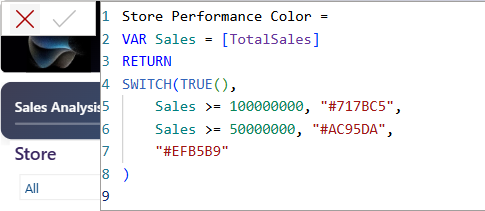 1 Store Performance Color =
2 VAR Sales = [TotalSales]
3 RETURN
4 SWITCH(TRUE(),
5 Sales >= 100000000, "#717BC5",
6 Sales >= 50000000, "#AC95DA",
7 "#EFB5B9"
8 )
9
Sales Analysis
Store
All